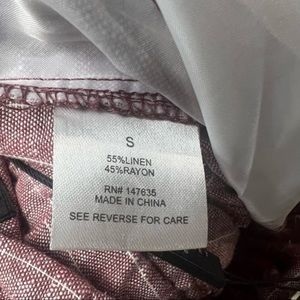 S
55%LINEN
45%RAYON
RN# 147635
MADE IN CHINA
SEE REVERSE FOR CARE